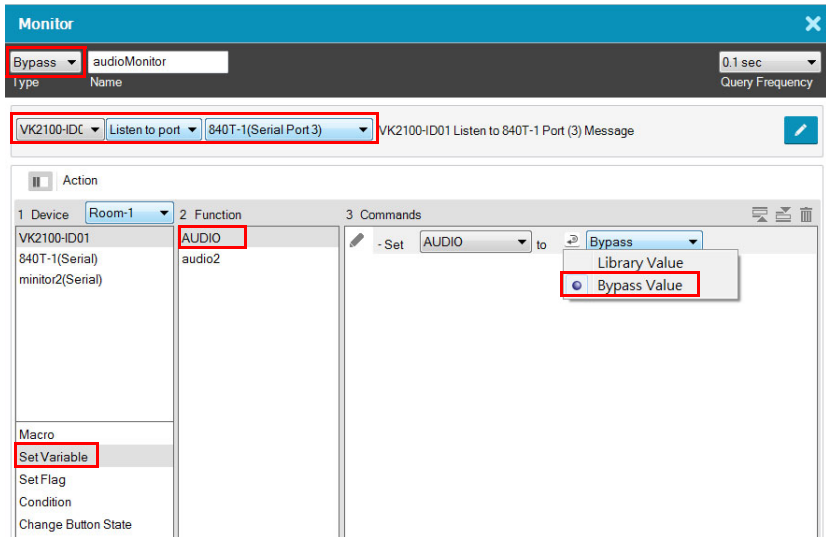 Monitor
Bypass audioMonitor 0.1 sec
Type Name Query Frequency
VK2100-ID( Listen to port 840T-1(Serial Port 3) VK2100-ID01 Listen to 840T-1 Port (3) Message
Action
1 Device Room-1 2 Function 3 Commands
VK2100-ID01 AUDIO - Set AUDIO to Bypass
840T-1(Serial) audio2 Library Value
minitor2(Serial) Bypass Value
Macro
Set Variable
Set Flag
Condition
Change Button State